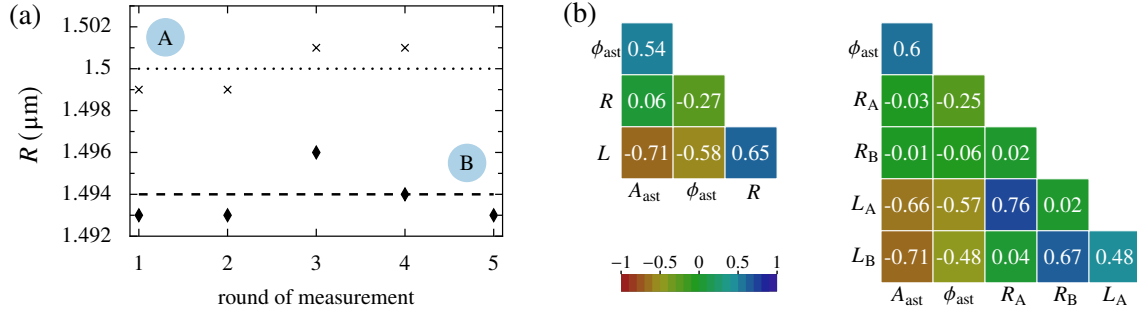 (a)
R (μm)
1.502
1.5
1.498
1.496
1.494
1.492
A
B
1 2 3 4 5
round of measurement
(b)
ϕast 0.54
R 0.06 -0.27
L -0.71 -0.58 0.65
Aast ϕast R
−1 −0.5 0 0.5 1
ϕast 0.6
RA -0.03 -0.25
RB -0.01 -0.06 0.02
LA -0.66 -0.57 0.76 0.02
LB -0.71 -0.48 0.04 0.67 0.48
Aast ϕast RA RB LA